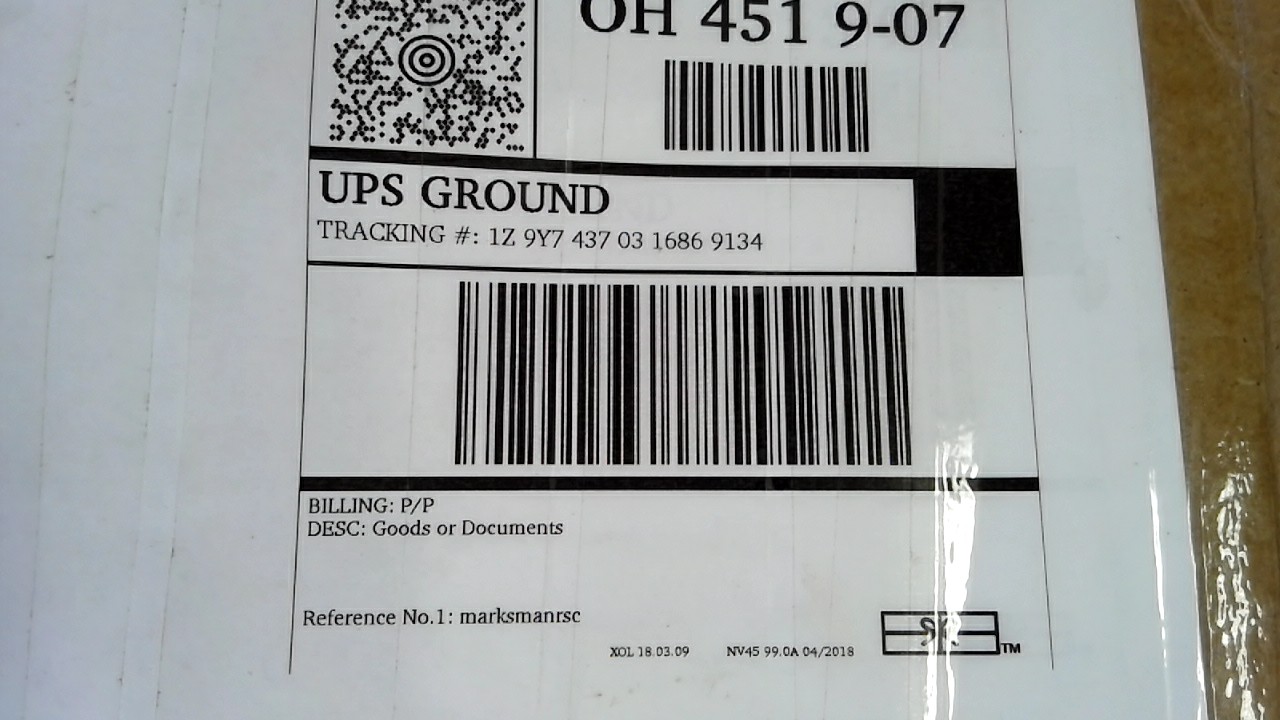 OH 451 9-07
UPS GROUND
TRACKING #: 1Z 9Y7 437 03 1686 9134
BILLING: P/P
DESC: Goods or Documents
Reference No.1: marksmanrsc
XOL 18.03.09 NV45 99.0A 04/2018
TM